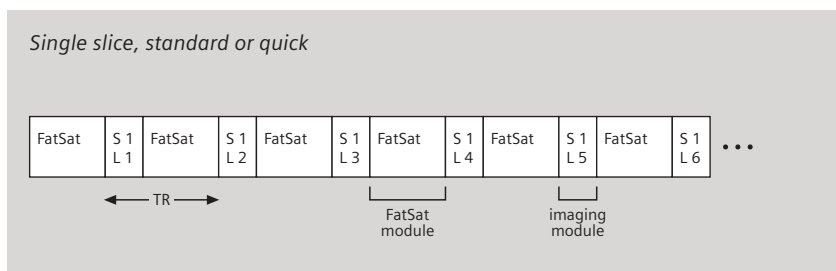 Single slice, standard or quick
FatSat S 1 FatSat S 1 FatSat S 1 FatSat S 1 FatSat S 1 FatSat S 1 • • •
L 1 L 2 L 3 L 4 L 5 L 6
TR
FatSat imaging
module module